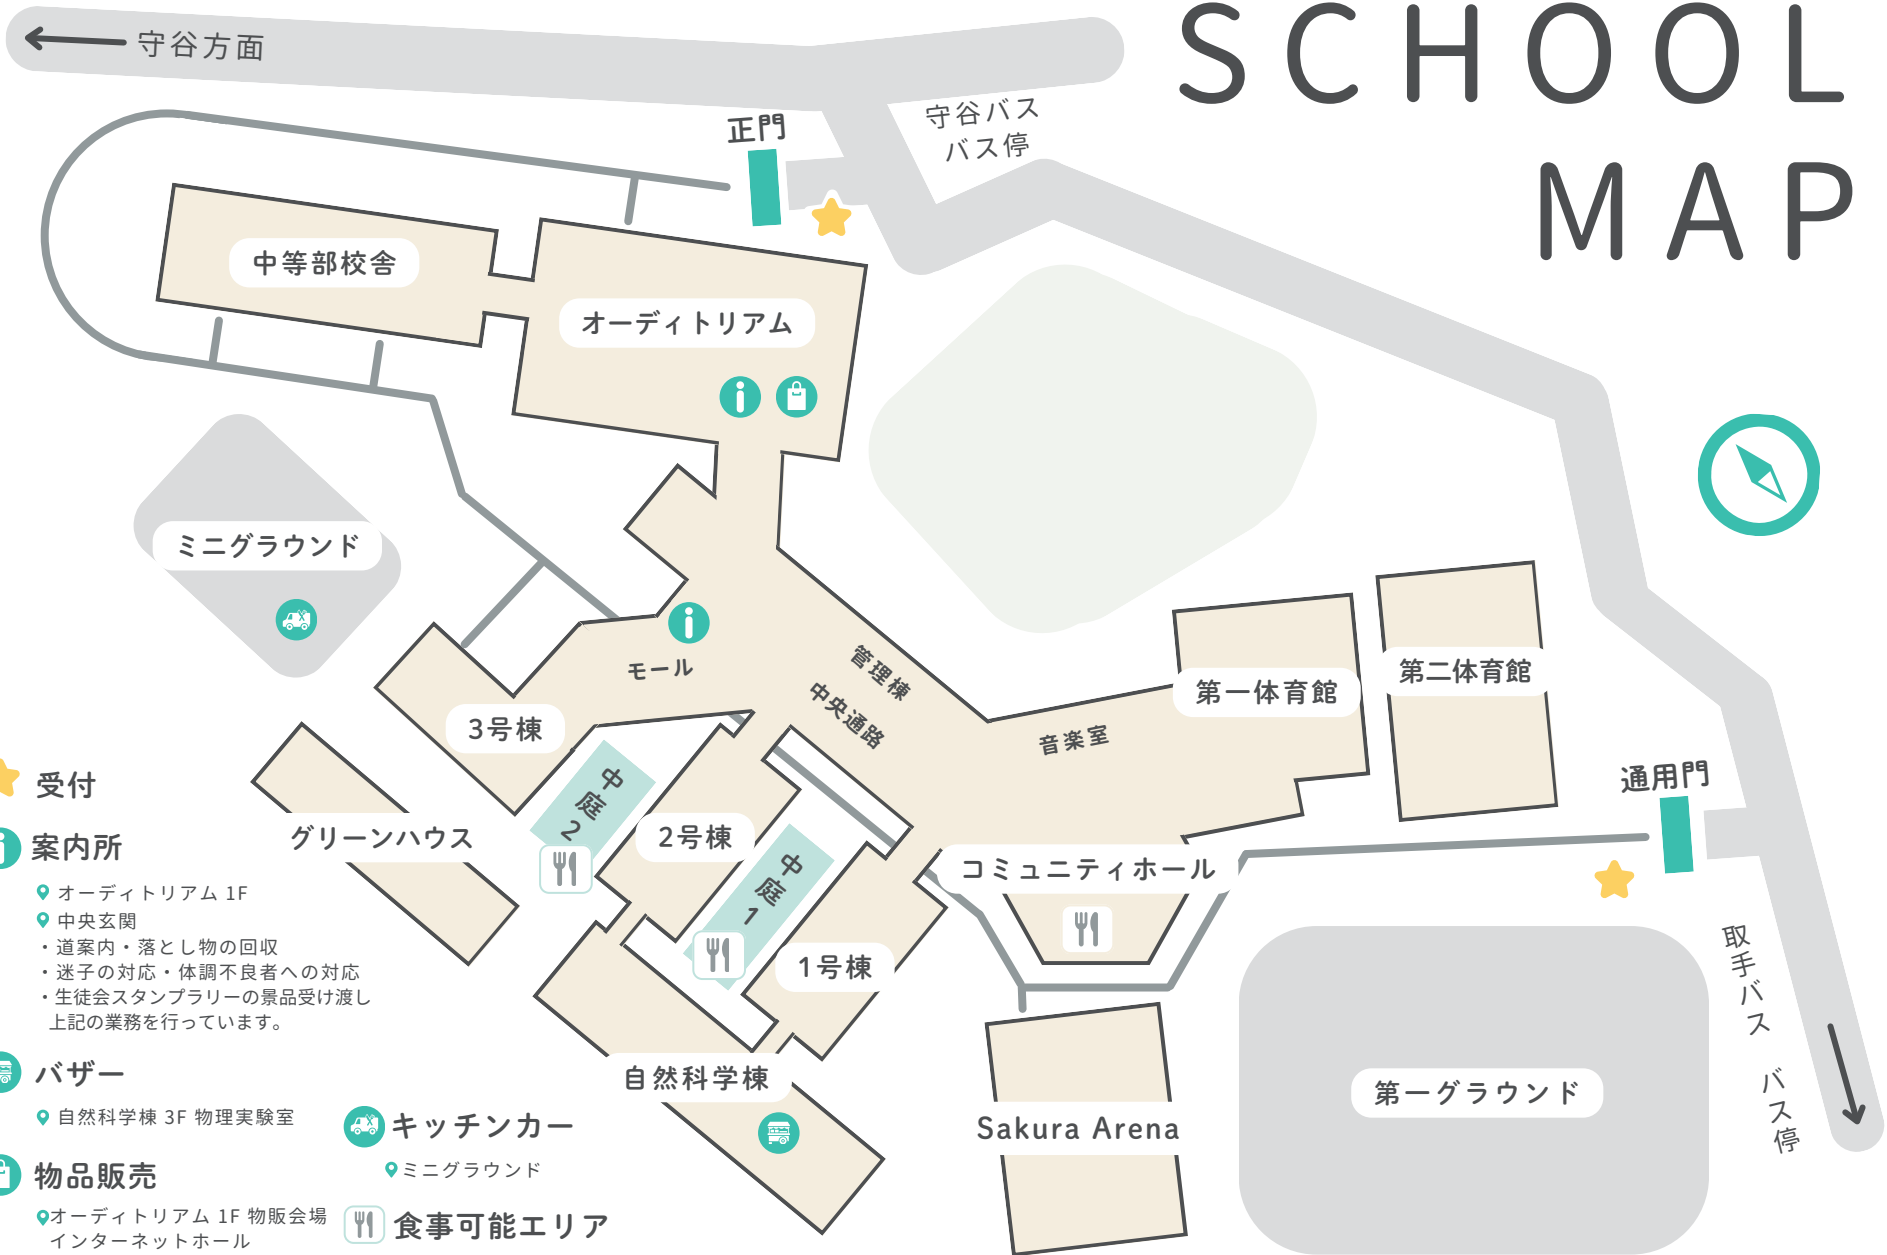 SCHOOL
MAP
守谷方面
正門
守谷バス
バス停
中等部校舎
オーディトリアム
ミニグラウンド
モール
管理棟
中央通路
音楽室
第一体育館
第二体育館
3号棟
中庭2
2号棟
グリーンハウス
中庭1
1号棟
コミュニティホール
通用門
自然科学棟
Sakura Arena
第一グラウンド
取手バス バス停
受付
案内所
オーディトリアム 1F
中央玄関
・道案内・落とし物の回収
・迷子の対応・体調不良者への対応
・生徒会スタンプラリーの景品受け渡し
上記の業務を行っています。
バザー
自然科学棟 3F 物理実験室
物品販売
オーディトリアム 1F 物販会場
インターネットホール
キッチンカー
ミニグラウンド
食事可能エリア